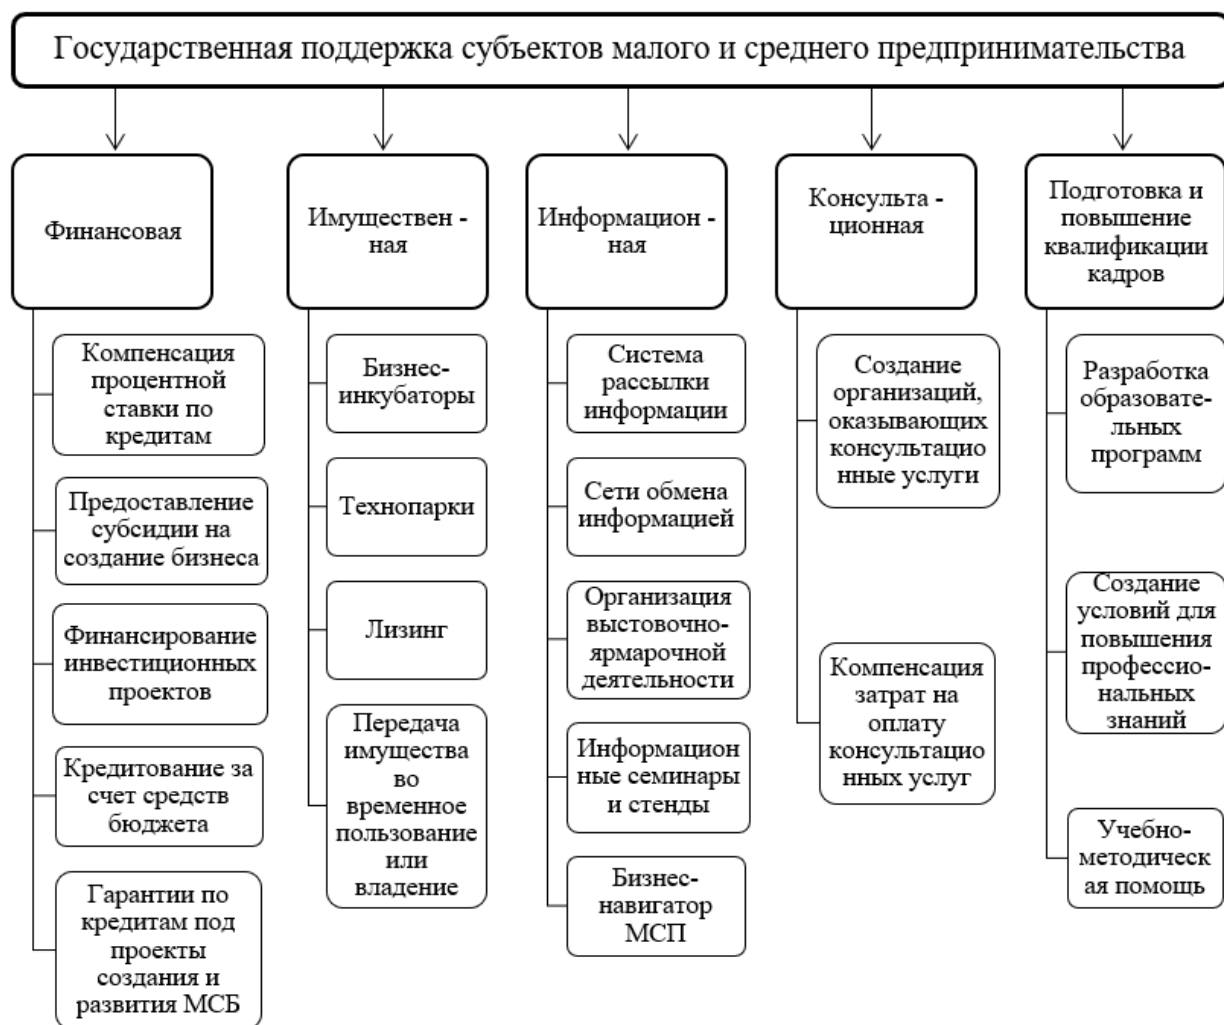 Государственная поддержка субъектов малого и среднего предпринимательства
Финансовая
Компенсация
процентной
ставки по
кредитам
Предоставление
субсидии на
создание бизнеса
Финансирование
инвестиционных
проектов
Кредитование за
счет средств
бюджета
Гарантии по
кредитам под
проекты
создания и
развития МСБ
Имуществен - 
ная
Бизнес-
инкубаторы
Технопарки
Лизинг
Передача
имущества
во
временное
пользование
или
владение
Информацион - 
ная
Система
рассылки
информации
Сети обмена
информацией
Организация
выстовочно-
ярмарочной
деятельности
Информацион
ные семинары
и стенды
Бизнес-
навигатор
МСП
Консульта - 
ционная
Создание
организаций,
оказывающих
консультацио
нные услуги
Компенсация
затрат на
оплату
консультацио
нных услуг
Подготовка и
повышение
квалификации
кадров
Разработка
образовате-
льных
программ
Создание
условий для
повышения
профессио-
нальных
знаний
Учебно-
методическ
ая помощь